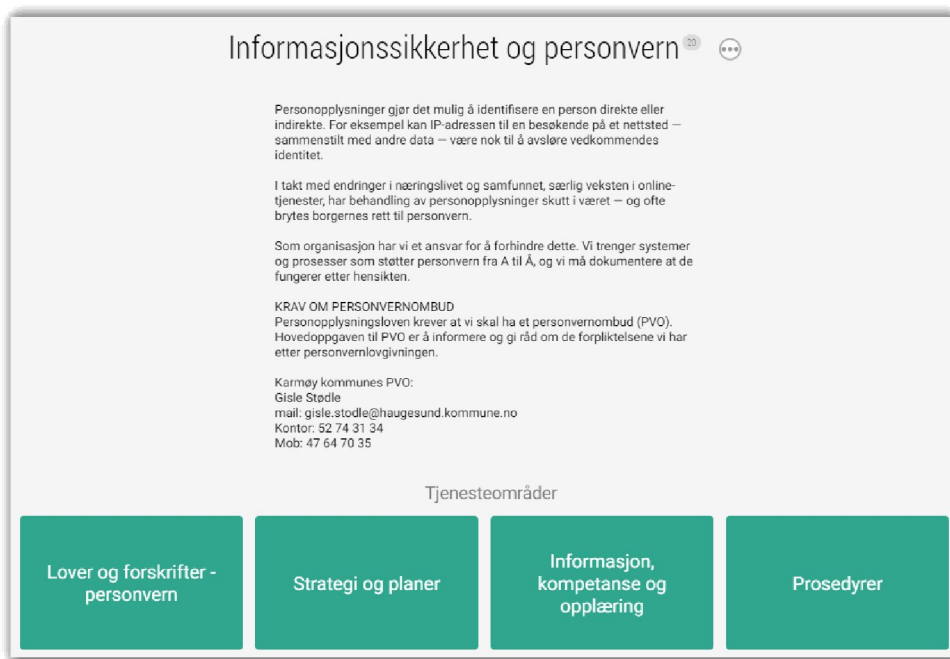 Informasjonssikkerhet og personvern 20
Personopplysninger gjør det mulig å identifisere en person direkte eller
indirekte. For eksempel kan IP-adressen til en besøkende på et nettsted —
sammenstilt med andre data — være nok til å avsløre vedkommendes
identitet.
I takt med endringer i næringslivet og samfunnet, særlig veksten i online-
tjenester, har behandling av personopplysninger skutt i været — og ofte
brytes borgernes rett til personvern.
Som organisasjon har vi et ansvar for å forhindre dette. Vi trenger systemer
og prosesser som støtter personvern fra A til Å, og vi må dokumentere at de
fungerer etter hensikten.
KRAV OM PERSONVERNOMBUD
Personopplysningsloven krever at vi skal ha et personvernombud (PVO).
Hovedoppgaven til PVO er å informere og gi råd om de forpliktelsene vi har
etter personvernlovgivningen.
Karmøy kommunes PVO:
Gisle Stødle
mail: gisle.stodle@haugesund.kommune.no
Kontor: 52 74 31 34
Mob: 47 64 70 35
Tjenesteområder
Lover og forskrifter -
personvern
Strategi og planer
Informasjon,
kompetanse og
opplæring
Prosedyrer